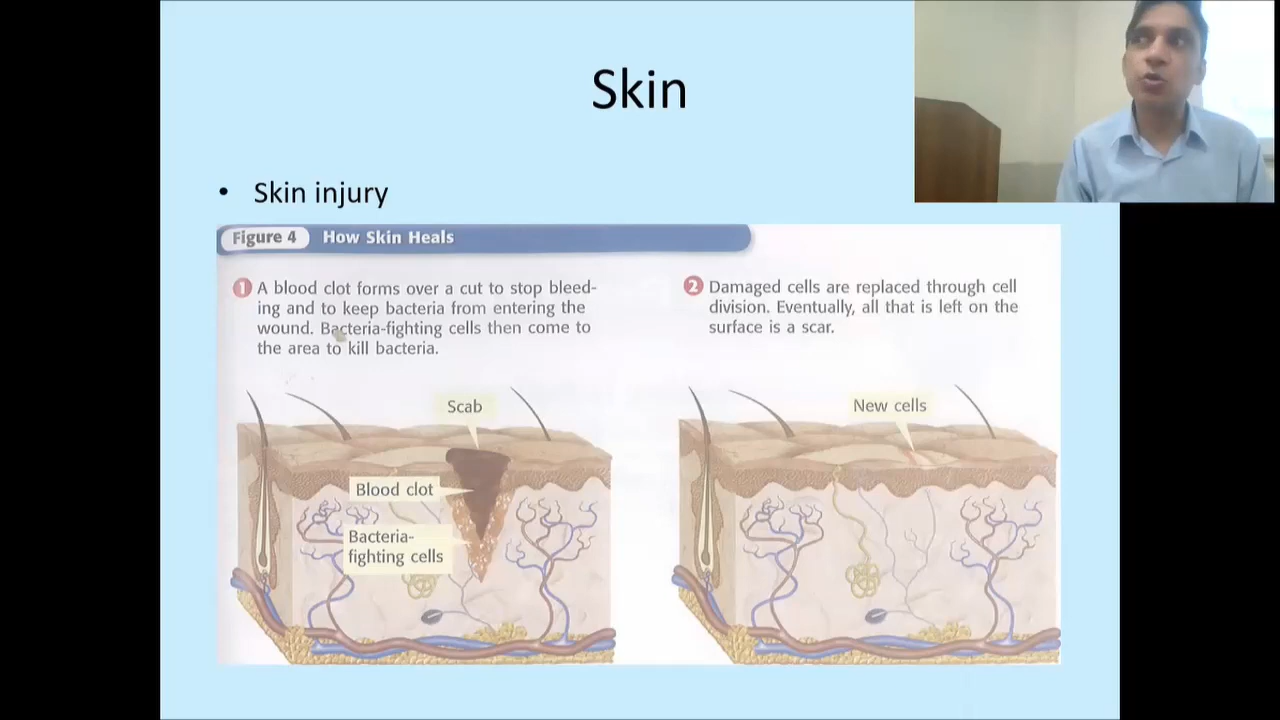 Skin
• Skin injury
Figure 4 How Skin Heals
1 A blood clot forms over a cut to stop bleed-
ing and to keep bacteria from entering the
wound. Bacteria-fighting cells then come to
the area to kill bacteria.
2 Damaged cells are replaced through cell
division. Eventually, all that is left on the
surface is a scar.
Scab
Blood clot
Bacteria-
fighting cells
New cells